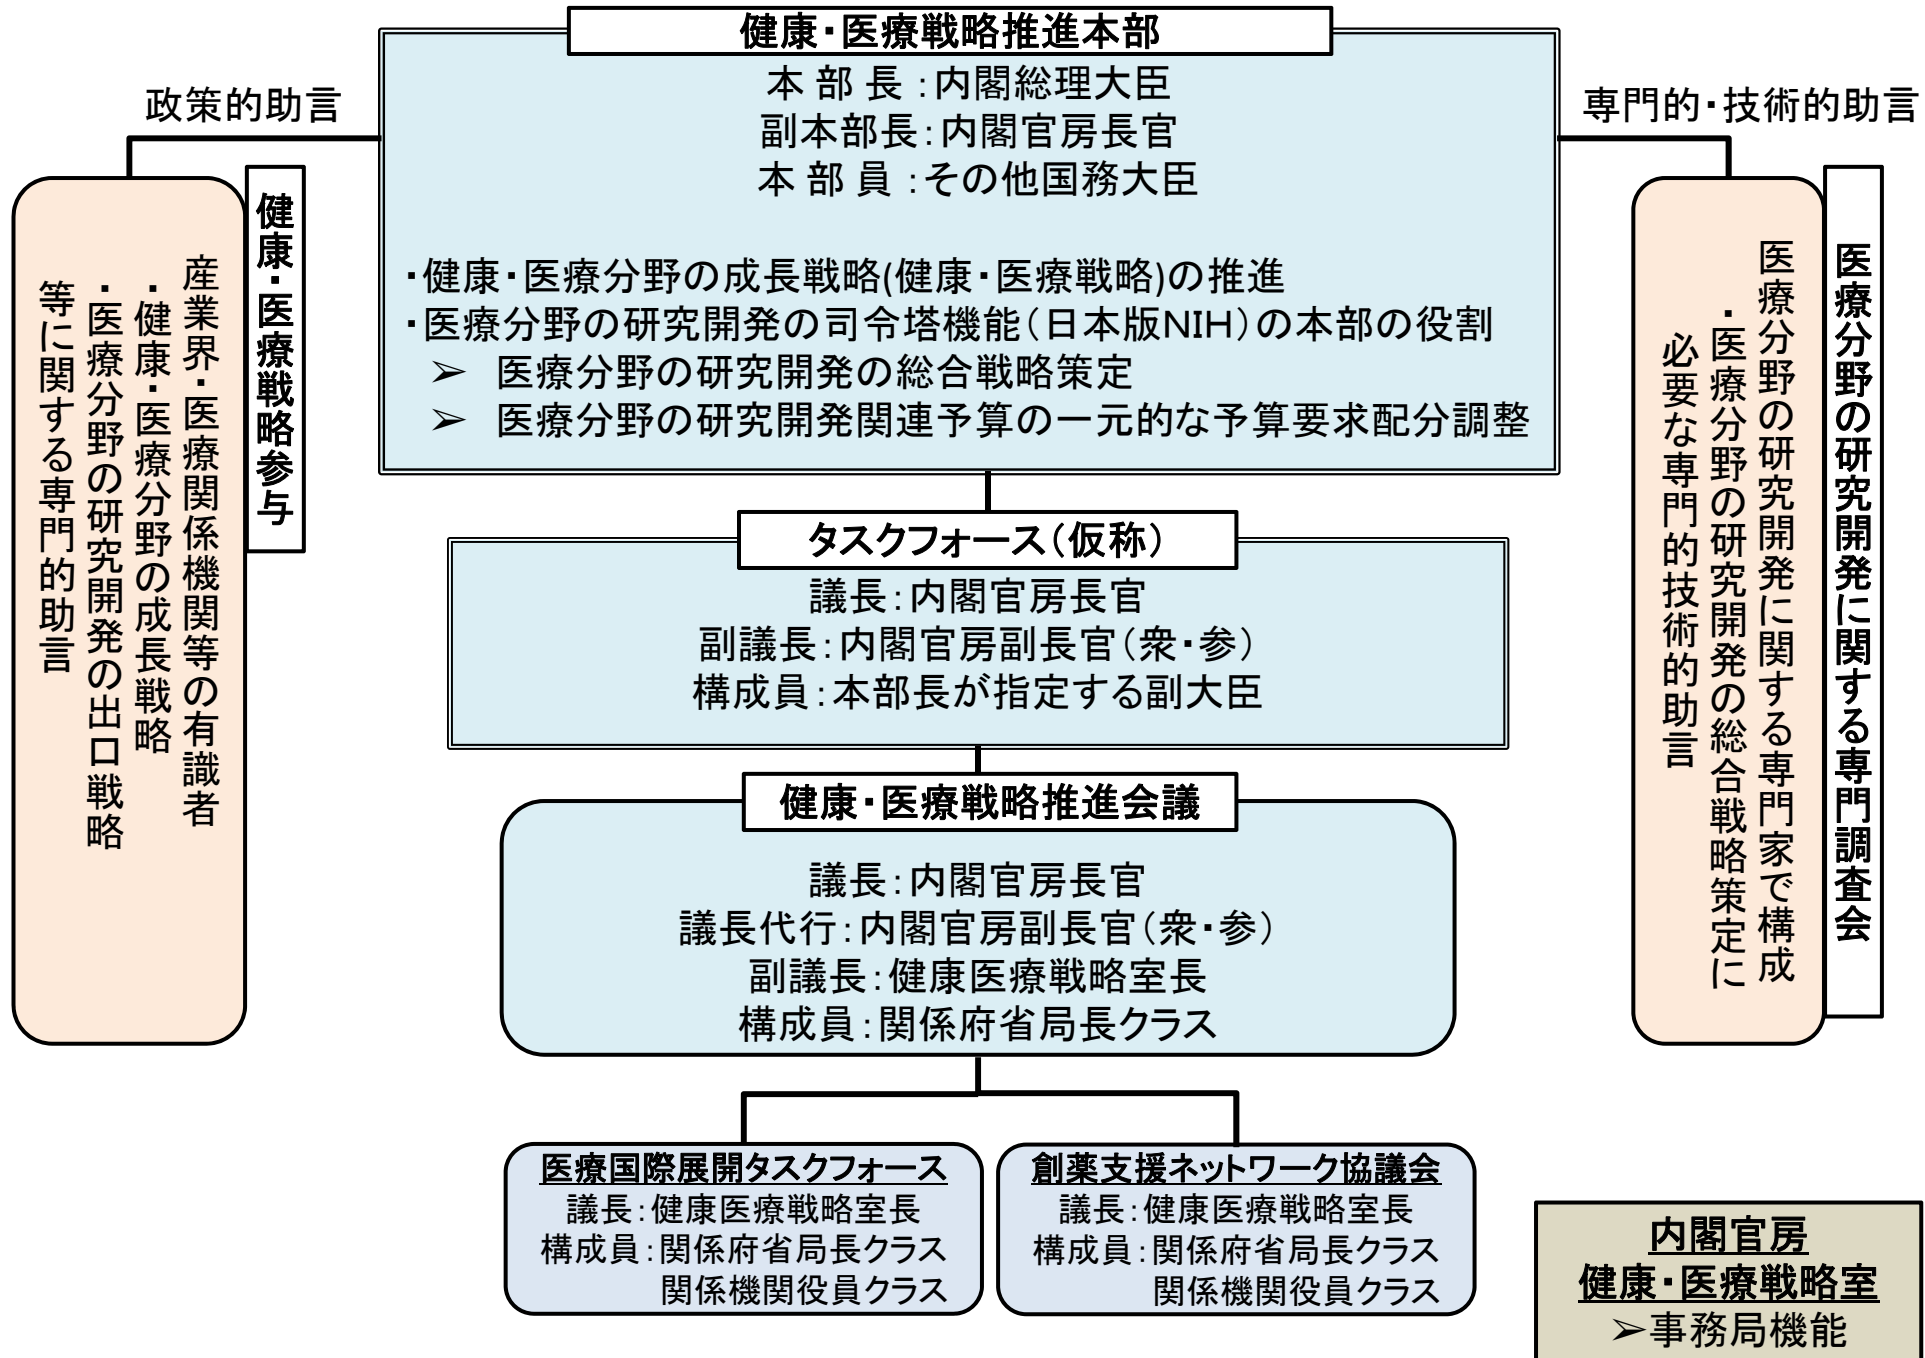 健康・医療戦略推進本部
本部長：内閣総理大臣
副本部長：内閣官房長官
本部員：その他国務大臣
・健康・医療分野の成長戦略(健康・医療戦略)の推進
・医療分野の研究開発の司令塔機能（日本版NIH）の本部の役割
➢ 医療分野の研究開発の総合戦略策定
➢ 医療分野の研究開発関連予算の一元的な予算要求配分調整
政策的助言
健康・医療戦略参与
産業界・医療関係機関等の有識者
・健康・医療分野の成長戦略
・医療分野の研究開発の出口戦略
等に関する専門的助言
専門的・技術的助言
医療分野の研究開発に関する専門調査会
医療分野の研究開発に関する専門家で構成
・医療分野の研究開発の総合戦略策定に
必要な専門的技術的助言
タスクフォース（仮称）
議長：内閣官房長官
副議長：内閣官房副長官（衆・参）
構成員：本部長が指定する副大臣
健康・医療戦略推進会議
議長：内閣官房長官
議長代行：内閣官房副長官（衆・参）
副議長：健康医療戦略室長
構成員：関係府省局長クラス
医療国際展開タスクフォース
議長：健康医療戦略室長
構成員：関係府省局長クラス
関係機関役員クラス
創薬支援ネットワーク協議会
議長：健康医療戦略室長
構成員：関係府省局長クラス
関係機関役員クラス
内閣官房
健康・医療戦略室
➢事務局機能